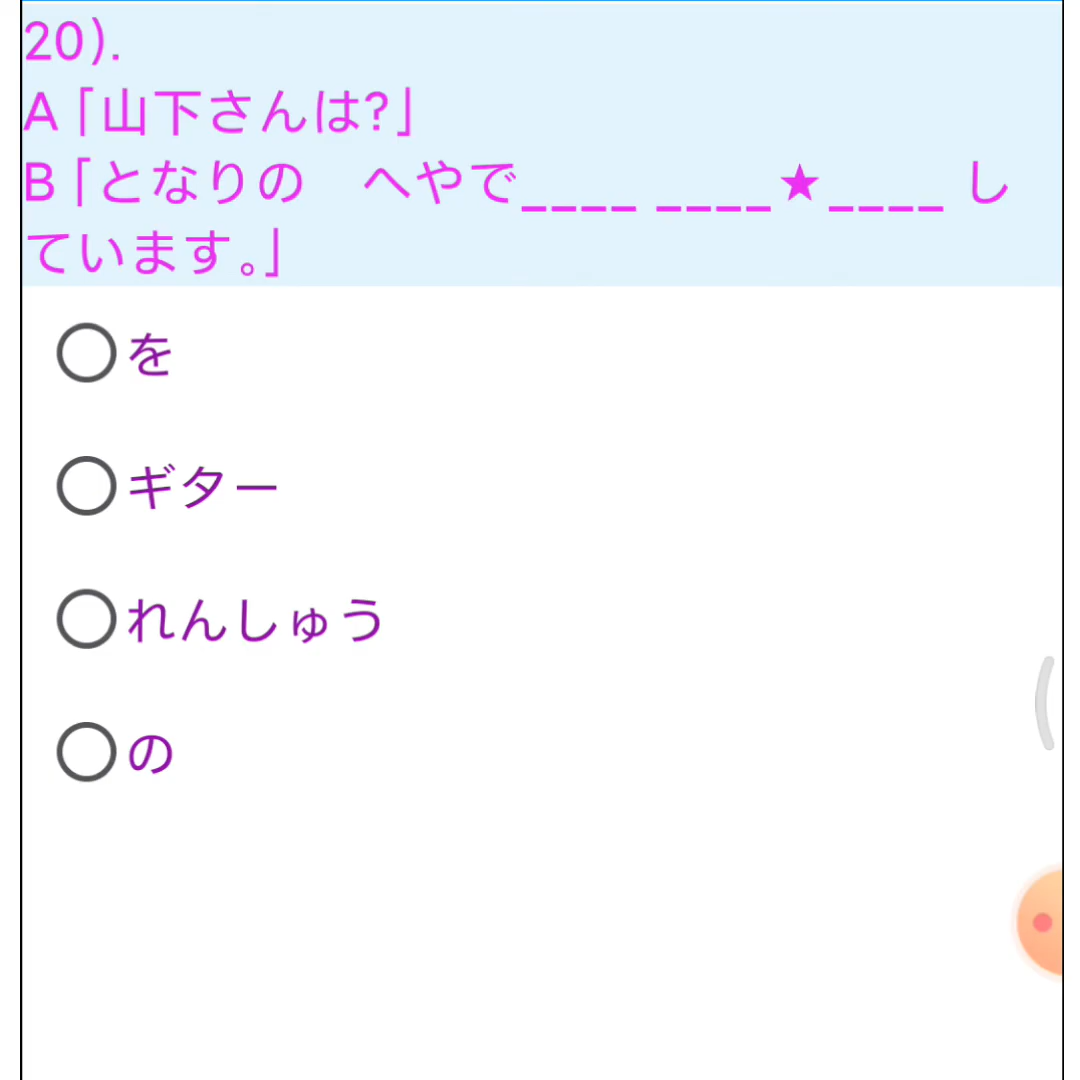 20).
A「山下さんは?」
B「となりの　へやで____ ____★____ し
ています。」
を
ギター
れんしゅう
の